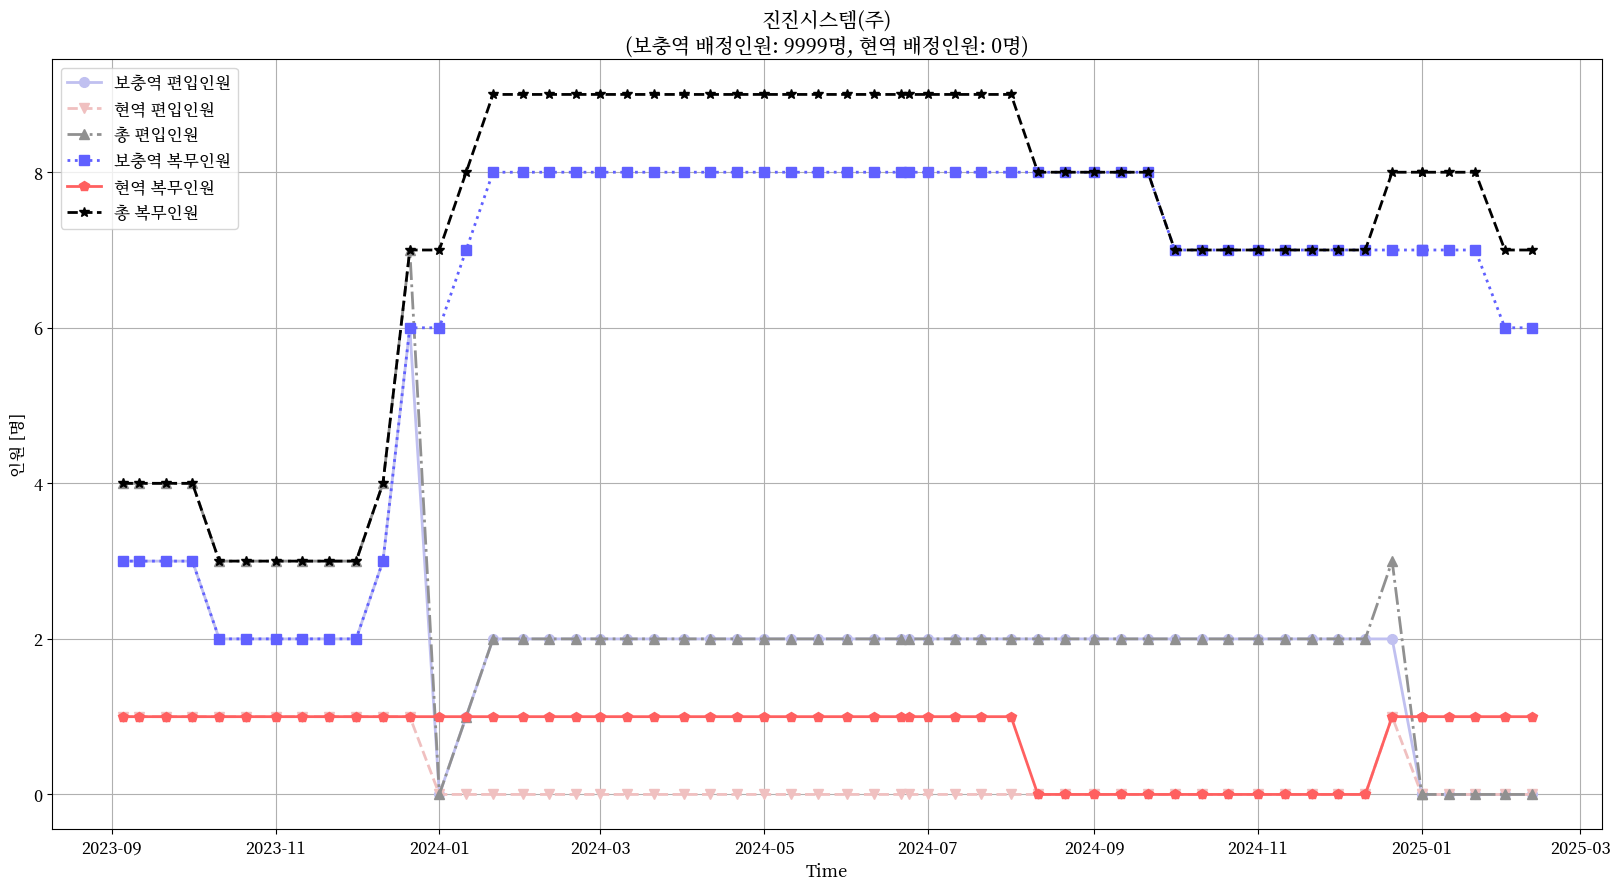 진진시스템(주)
(보충역 배정인원: 9999명, 현역 배정인원: 0명)
보충역 편입인원
현역 편입인원
총 편입인원
보충역 복무인원
현역 복무인원
총 복무인원
인원 [명]
8
6
4
2
0
2023-09
2023-11
2024-01
2024-03
2024-05
2024-07
2024-09
2024-11
2025-01
2025-03
Time